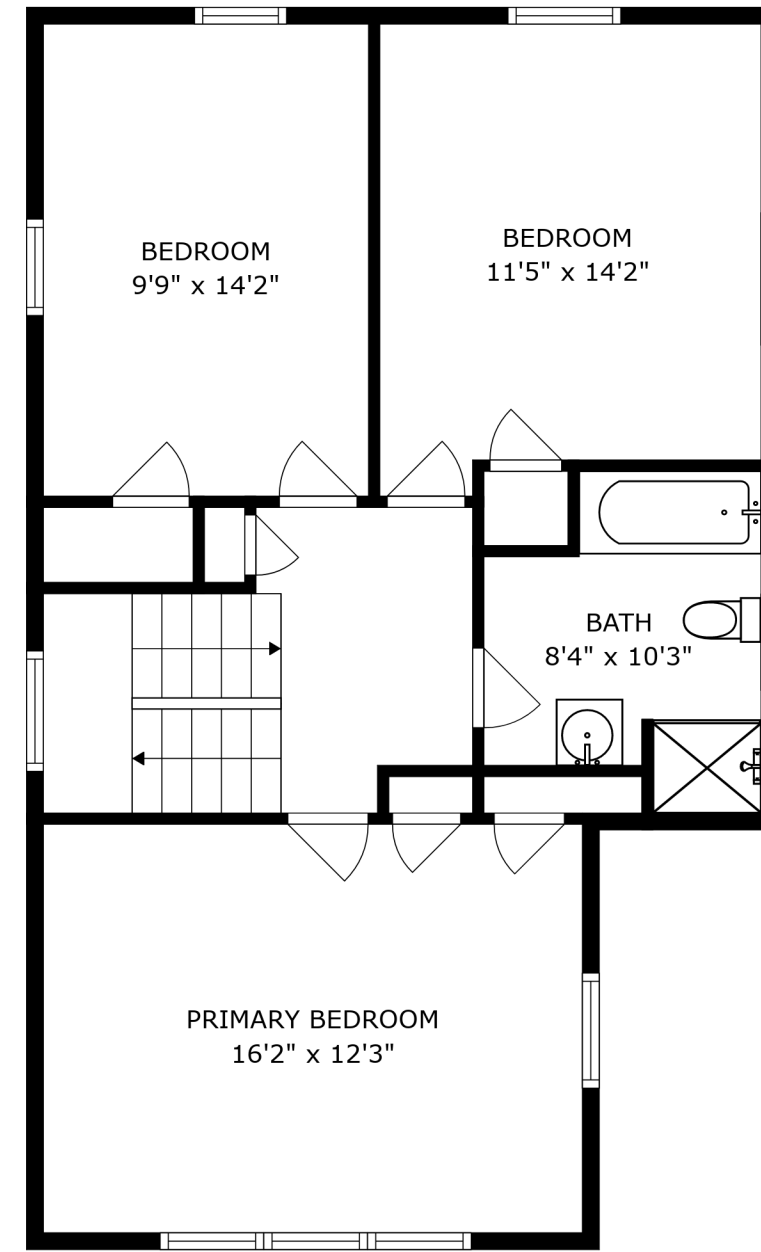 BEDROOM
9'9" x 14'2"
BEDROOM
11'5" x 14'2"
BATH
8'4" x 10'3"
PRIMARY BEDROOM
16'2" x 12'3"